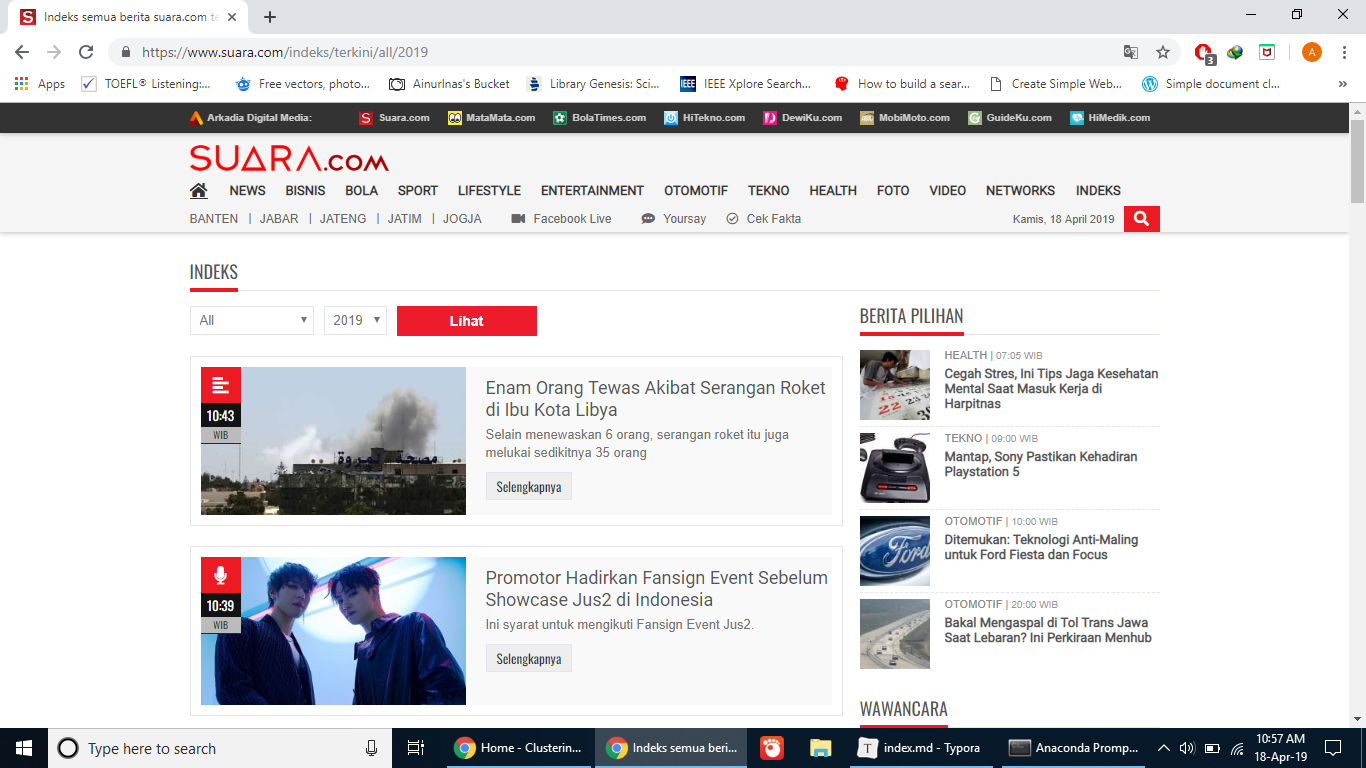 Indeks semua berita suara.com te
https://www.suara.com/indeks/terkini/all/2019
3
A
Apps
TOEFL® Listening:...
Free vectors, photo...
AinurInas's Bucket
Library Genesis: Sci...
IEEE Xplore Search...
How to build a sear...
Create Simple Web...
Simple document cl...
»
Arkadia Digital Media:
Suara.com
MataMata.com
BolaTimes.com
HiTekno.com
DewiKu.com
MobiMoto.com
GuideKu.com
HiMedik.com
SUARA.COM
NEWS BISNIS BOLA SPORT LIFESTYLE ENTERTAINMENT OTOMOTIF TEKNO HEALTH FOTO VIDEO NETWORKS INDEKS
BANTEN | JABAR | JATENG | JATIM | JOGJA Facebook Live Yoursay Cek Fakta
Kamis, 18 April 2019
INDEKS
All
2019
Lihat
10:43
WIB
Enam Orang Tewas Akibat Serangan Roket
di Ibu Kota Libya
Selain menewaskan 6 orang, serangan roket itu juga
melukai sedikitnya 35 orang
Selengkapnya
10:39
WIB
Promotor Hadirkan Fansign Event Sebelum
Showcase Jus2 di Indonesia
Ini syarat untuk mengikuti Fansign Event Jus2.
Selengkapnya
BERITA PILIHAN
HEALTH | 07:05 WIB
Cegah Stres, Ini Tips Jaga Kesehatan
Mental Saat Masuk Kerja di
Harpitnas
TEKNO | 09:00 WIB
Mantap, Sony Pastikan Kehadiran
Playstation 5
OTOMOTIF | 10:00 WIB
Ditemukan: Teknologi Anti-Maling
untuk Ford Fiesta dan Focus
Ford
OTOMOTIF | 20:00 WIB
Bakal Mengaspal di Tol Trans Jawa
Saat Lebaran? Ini Perkiraan Menhub
WAWANCARA
Type here to search
Home - Clusterin...
Indeks semua beri...
index.md - Typora
Anaconda Promp...
10:57 AM
18-Apr-19